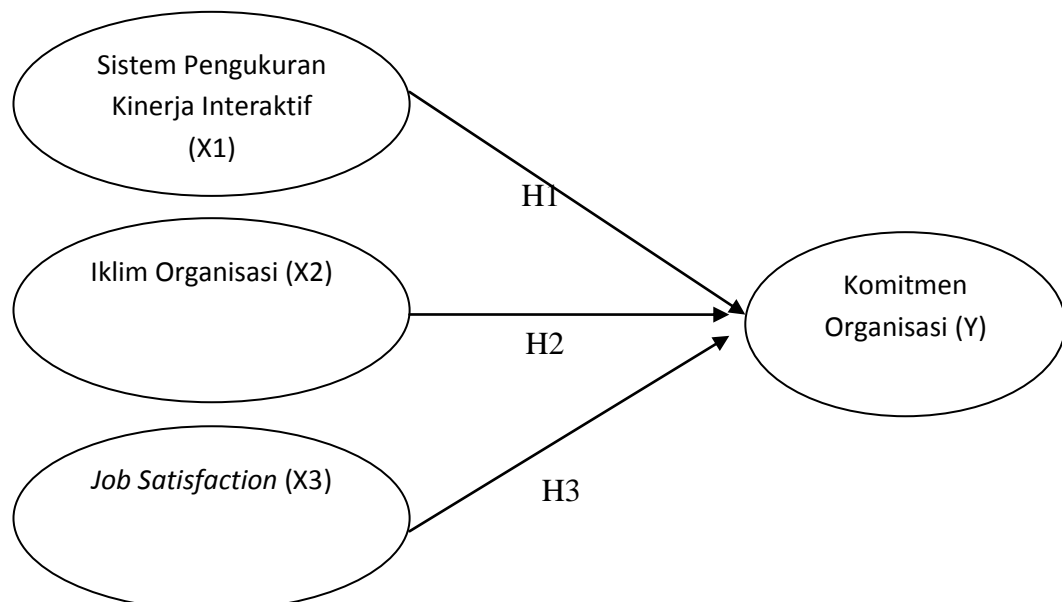 Sistem Pengukuran
Kinerja Interaktif
(X1)
H1
Iklim Organisasi (X2)
H2
Komitmen
Organisasi (Y)
Job Satisfaction (X3)
H3